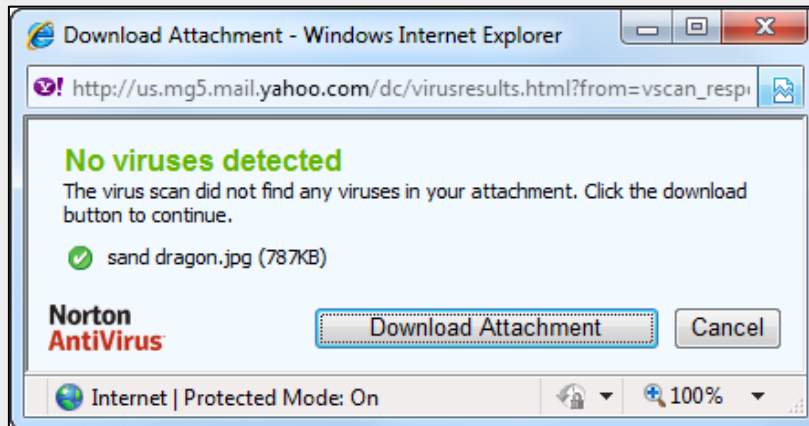 Download Attachment - Windows Internet Explorer
http://us.mg5.mail.yahoo.com/dc/virusresults.html?from=vscan_resp
No viruses detected
The virus scan did not find any viruses in your attachment. Click the download
button to continue.
sand dragon.jpg (787KB)
Norton
AntiVirus
Download Attachment
Cancel
Internet | Protected Mode: On
100%